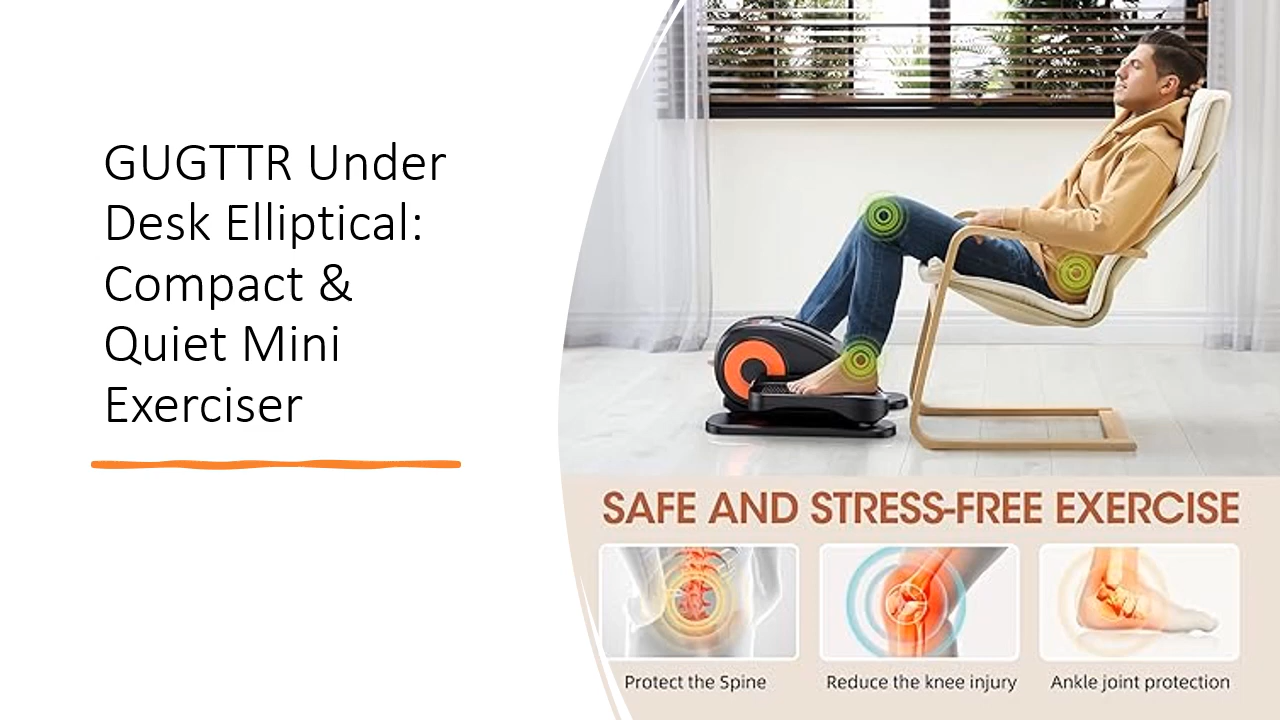 GUGTTR Under
Desk Elliptical:
Compact &
Quiet Mini
Exerciser
SAFE AND STRESS-FREE EXERCISE
Protect the Spine
Reduce the knee injury
Ankle joint protection